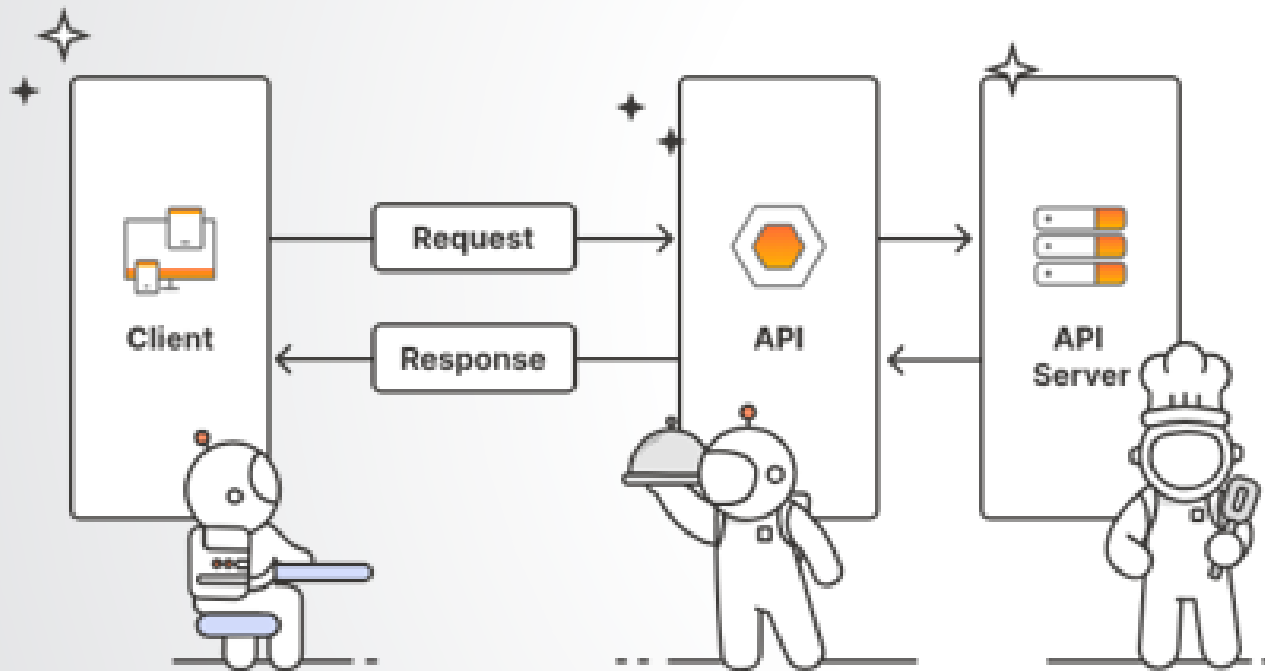 Request
Client
Response
API
API
Server